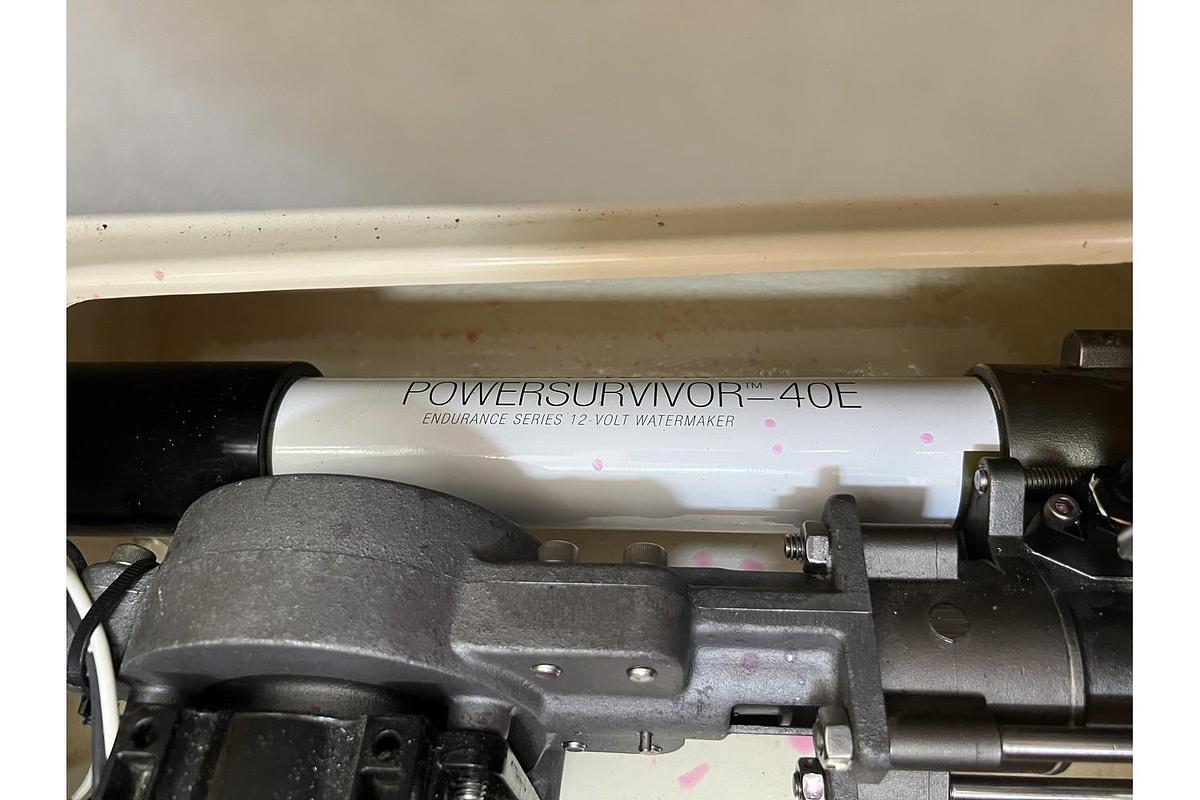 POWERSURVIVOR™–40E
ENDURANCE SERIES 12-VOLT WATERMAKER